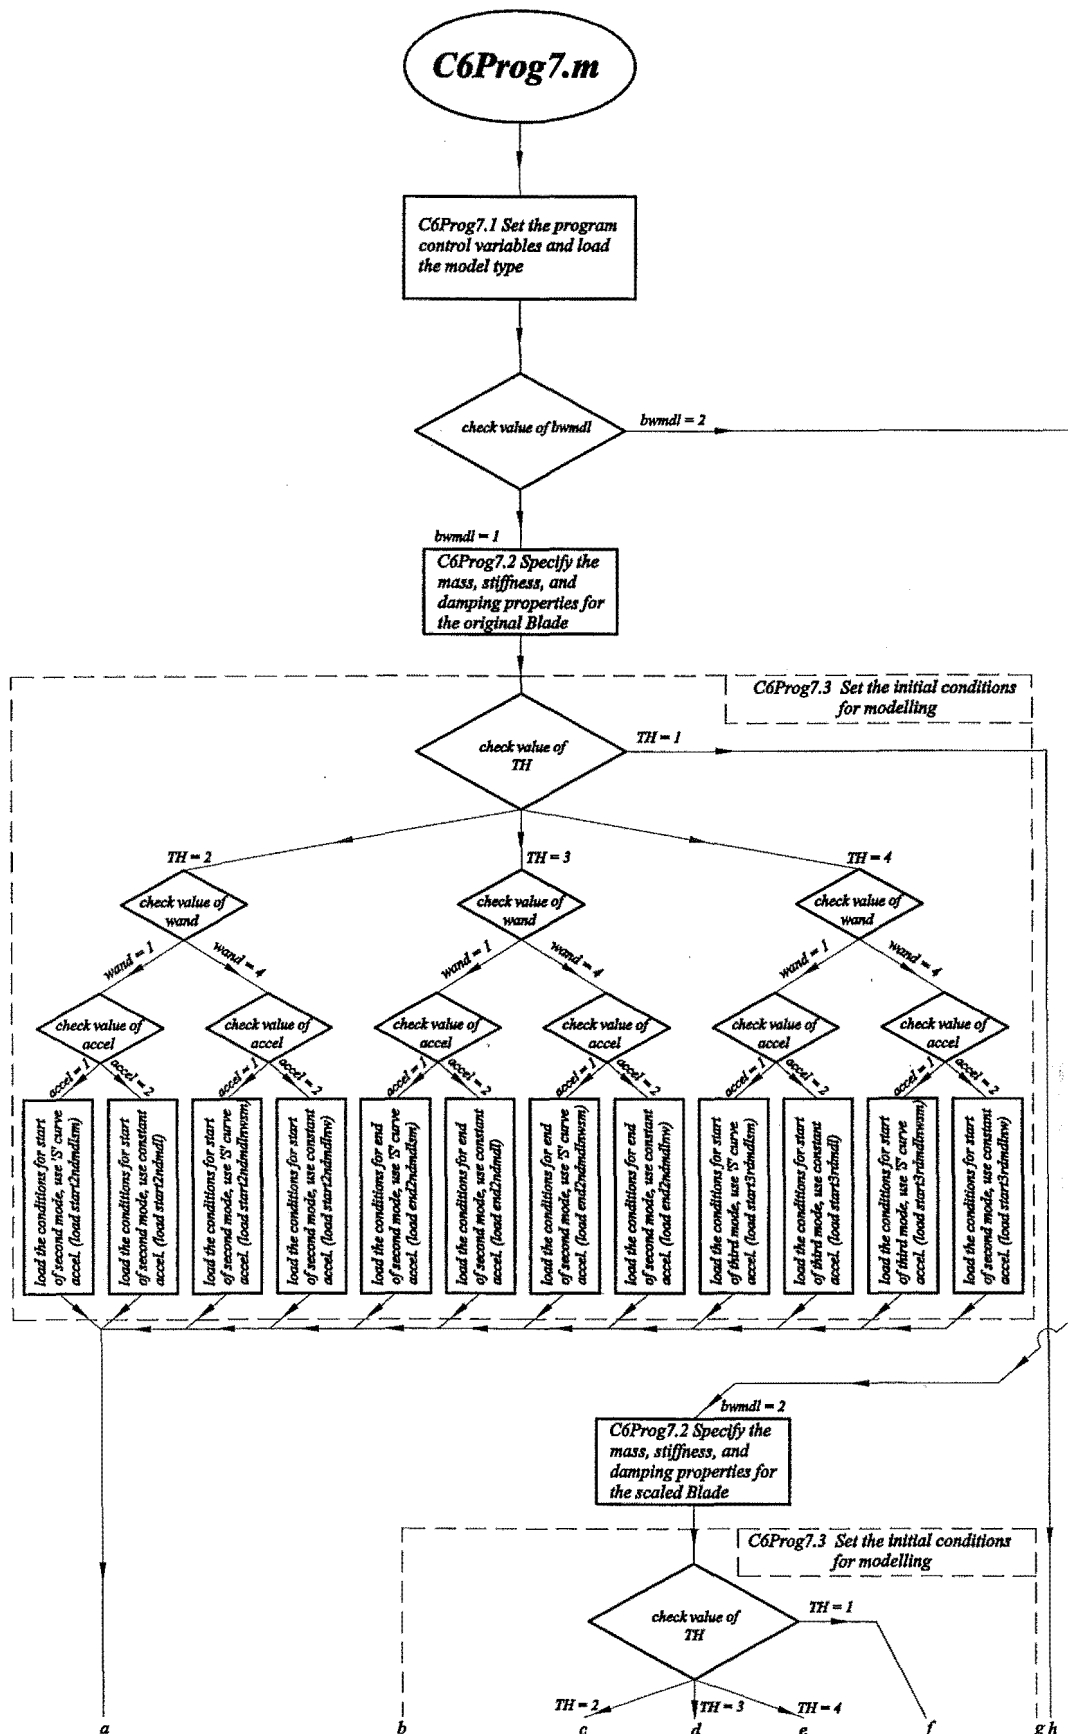 C6Prog7.m
C6Prog7.1 Set the program
control variables and load
the model type
check value of bwmdl
bwmdl = 2
bwmdl = 1
C6Prog7.2 Specify the
mass, stiffness, and
damping properties for
the original Blade
C6Prog7.3 Set the initial conditions
for modelling
check value of
TH
TH = 1
TH = 2
TH = 3
TH = 4
check value of
wand
check value of
wand
check value of
wand
wand = 1
wand = 4
wand = 1
wand = 4
wand = 1
wand = 4
check value of
accel
check value of
accel
check value of
accel
check value of
accel
check value of
accel
check value of
accel
accel = 1
accel = 2
accel = 1
accel = 2
accel = 1
accel = 2
accel = 1
accel = 2
accel = 1
accel = 2
accel = 1
accel = 2
load the conditions for start
of second mode, use 'S' curve
accel. (load start2ndmdlsm)
load the conditions for start
of second mode, use constant
accel. (load start2ndmdl)
load the conditions for start
of second mode, use 'S' curve
accel. (load start2ndmdlnwsm)
load the conditions for start
of second mode, use constant
accel. (load start2ndmdlnw)
load the conditions for end
of second mode, use 'S' curve
accel. (load end2ndmdlsm)
load the conditions for end
of second mode, use constant
accel. (load end2ndmdl)
load the conditions for end
of second mode, use 'S' curve
accel. (load end2ndmdlnwsm)
load the conditions for end
of second mode, use constant
accel. (load end2ndmdlnw)
load the conditions for start
of third mode, use 'S' curve
accel. (load start3rdmdlsm)
load the conditions for start
of third mode, use constant
accel. (load start3rdmdl)
load the conditions for start
of third mode, use 'S' curve
accel. (load start3rdmdlnwsm)
load the conditions for start
of second mode, use constant
accel. (load start3rdmdlnw)
bwmdl = 2
C6Prog7.2 Specify the
mass, stiffness, and
damping properties for
the scaled Blade
C6Prog7.3 Set the initial conditions
for modelling
check value of
TH
TH = 1
TH = 2
TH = 3
TH = 4
a b c d e f g h